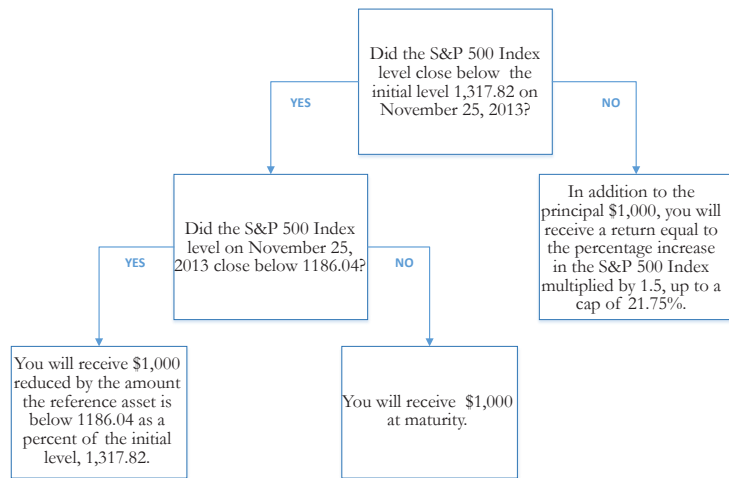 Did the S&P 500 Index
level close below the
initial level 1,317.82 on
November 25, 2013?
YES
NO
Did the S&P 500 Index
level on November 25,
2013 close below 1186.04?
In addition to the
principal $1,000, you will
receive a return equal to
the percentage increase
in the S&P 500 Index
multiplied by 1.5, up to a
cap of 21.75%.
YES
NO
You will receive $1,000
reduced by the amount
the reference asset is
below 1186.04 as a
percent of the initial
level, 1,317.82.
You will receive $1,000
at maturity.